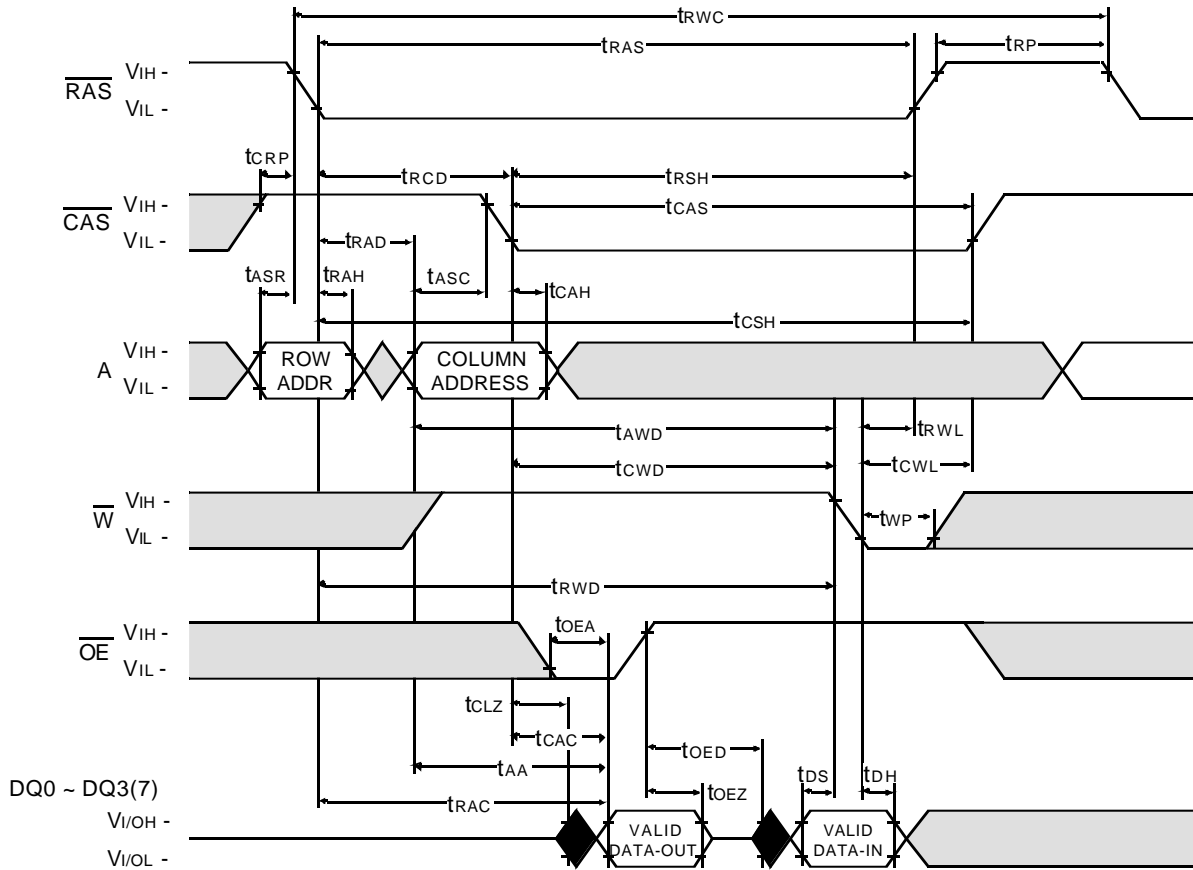 tRWC
tRAS
tRP
RAS
VIH -
VIL -
tCRP
tRCD
tRSH
CAS
VIH -
VIL -
tCAS
tRAD
tASR
tRAH
tASC
tCAH
tCSH
A
VIH -
VIL -
ROW
ADDR
COLUMN
ADDRESS
tAWD
tRWL
tCWD
tCWL
W
VIH -
VIL -
tWP
tRWD
OE
VIH -
VIL -
tOEA
tCLZ
tCAC
tOED
tAA
tDS
tDH
tOEZ
tRAC
DQ0 ~ DQ3(7)
VI/OH -
VI/OL -
VALID
DATA-OUT
VALID
DATA-IN